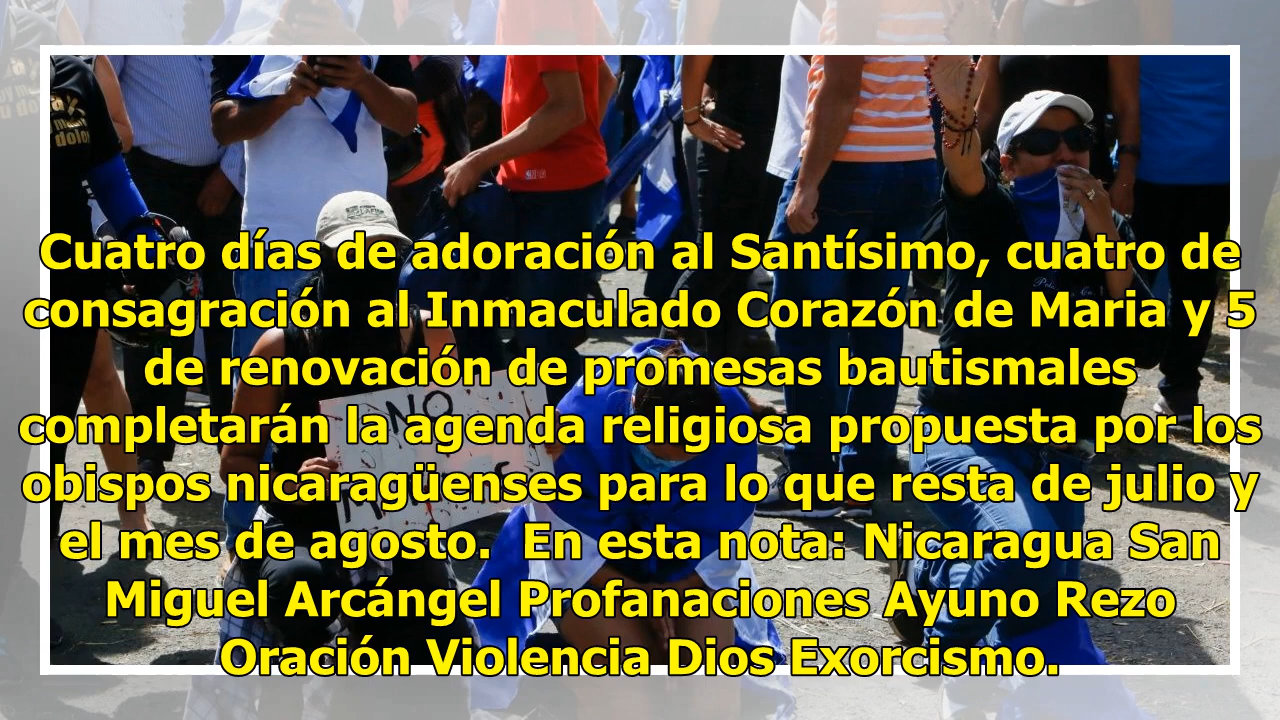 Cuatro días de adoración al Santísimo, cuatro de
consagración al Inmaculado Corazón de Maria y 5
de renovación de promesas bautismales
completarán la agenda religiosa propuesta por los
obispos nicaragüenses para lo que resta de julio y
el mes de agosto.  En esta nota: Nicaragua San
Miguel Arcángel Profanaciones Ayuno Rezo
Oración Violencia Dios Exorcismo.
NO